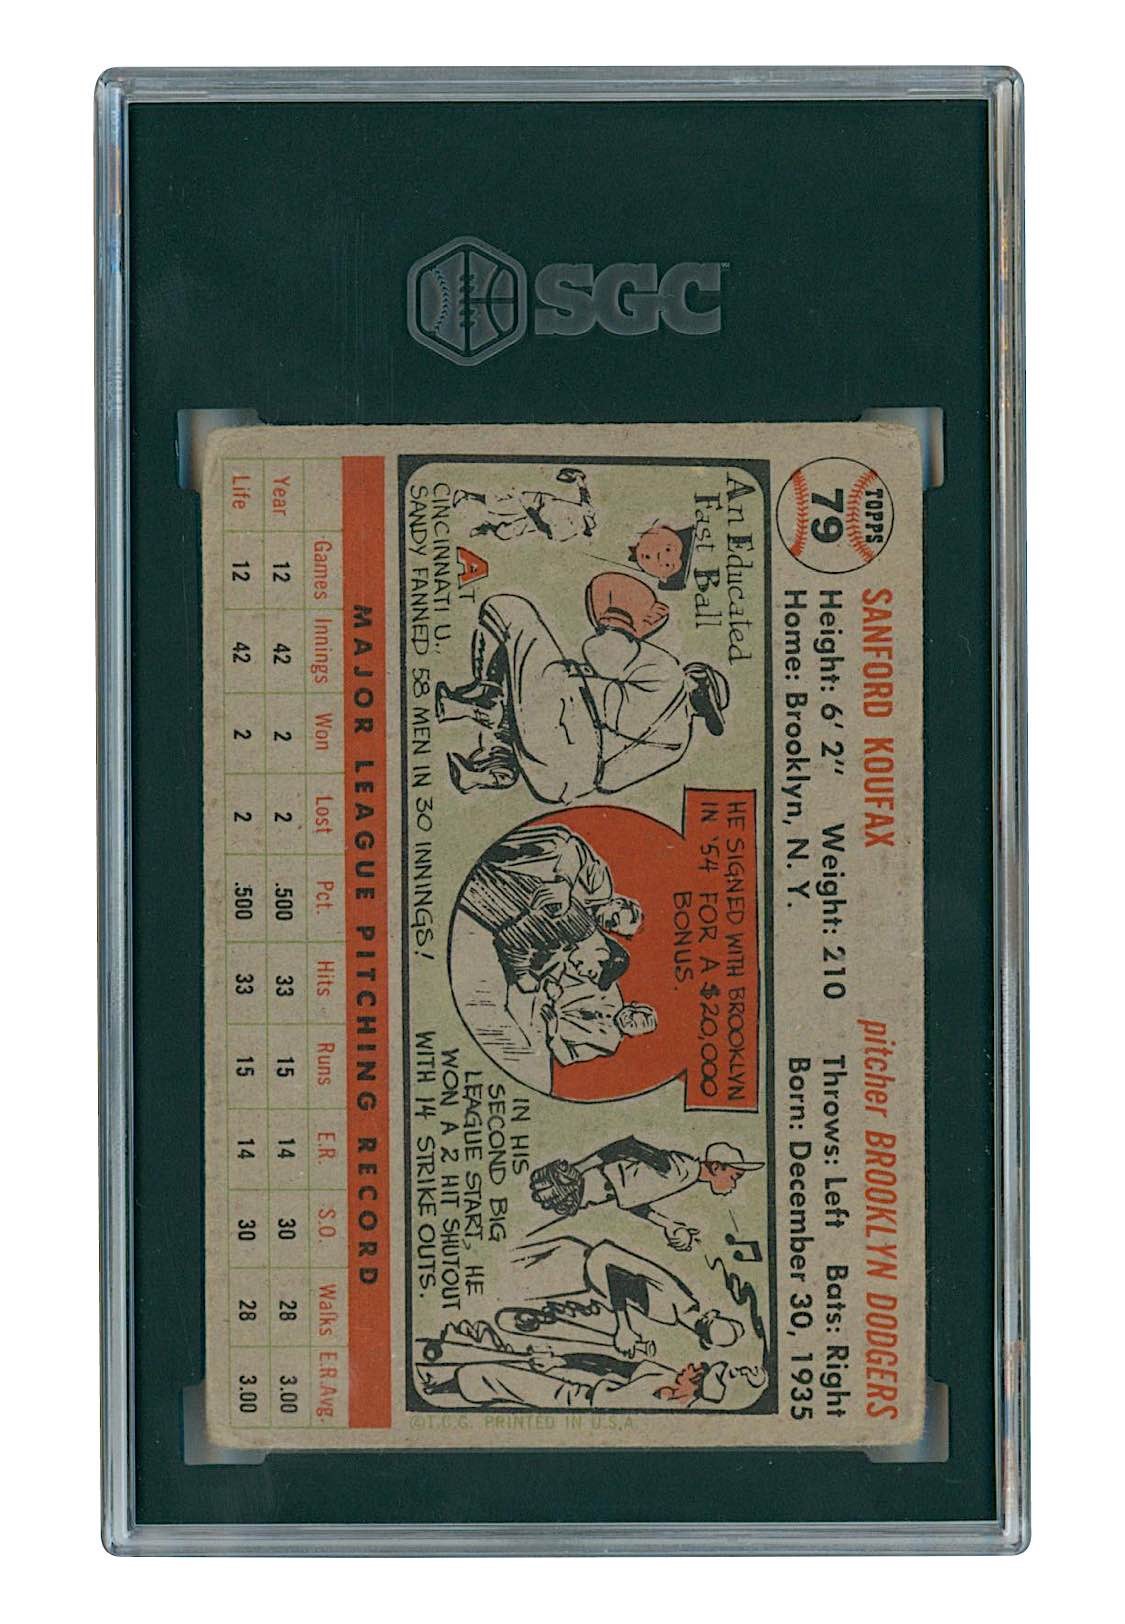 SGC
TOPPS
79
SANFORD KOUFAX pitcher BROOKLYN DODGERS
Height: 6' 2" Weight: 210 Throws: Left Bats: Right
Home: Brooklyn, N. Y. Born: December 30, 1935
An Educated
Fast Ball
AT
CINCINNATI U.,
SANDY FANNED 58 MEN IN 30 INNINGS!
HE SIGNED WITH BROOKLYN
IN '54 FOR A $20,000
BONUS.
IN HIS
SECOND BIG
LEAGUE START, HE
WON A 2 HIT SHUTOUT
WITH 14 STRIKE OUTS.
©T.C.G. PRINTED IN U.S.A.
MAJOR LEAGUE PITCHING RECORD
Games Innings Won Lost Pct. Hits Runs E.R. S.O. Walks E.R.Avg.
Year 12 42 2 2 .500 33 15 14 30 28 3.00
Life 12 42 2 2 .500 33 15 14 30 28 3.00